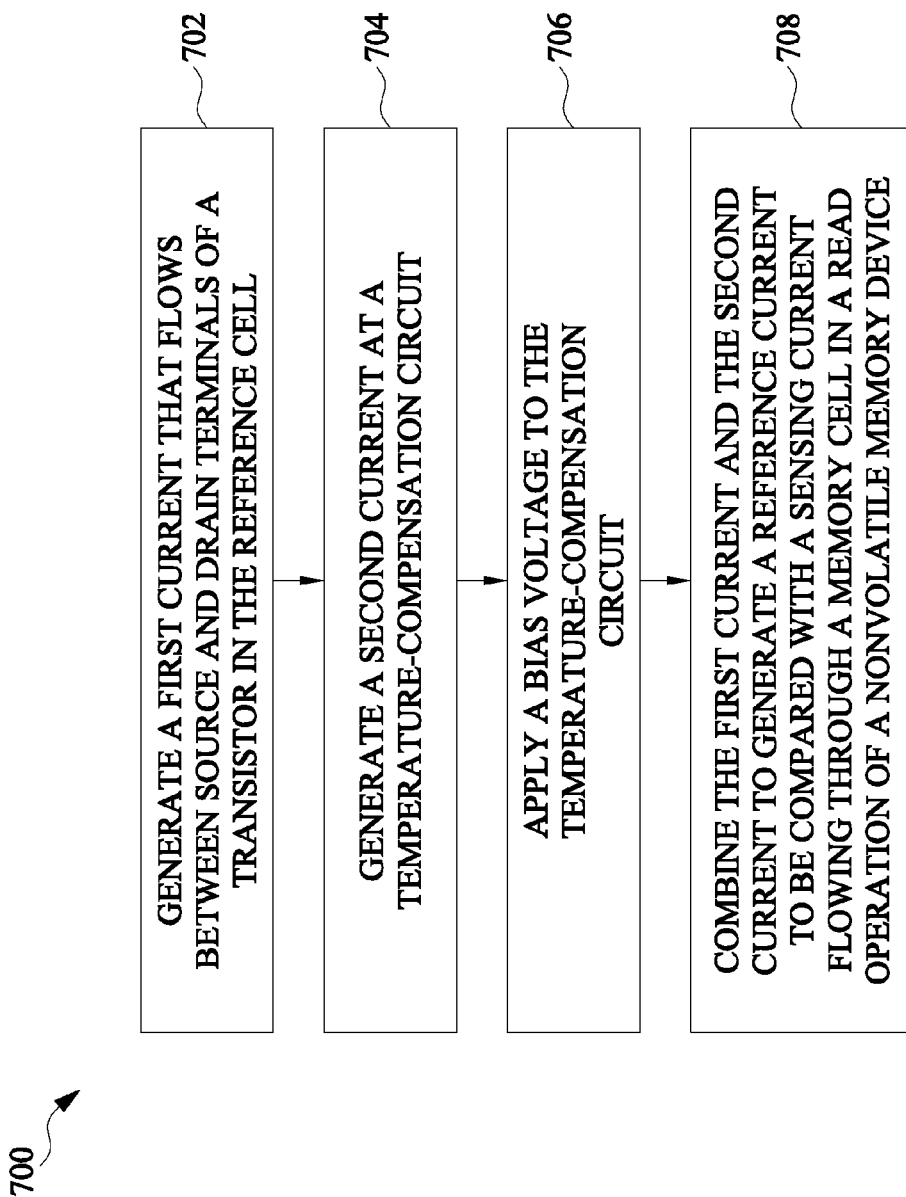 700
GENERATE A FIRST CURRENT THAT FLOWS
BETWEEN SOURCE AND DRAIN TERMINALS OF A
TRANSISTOR IN THE REFERENCE CELL
702
GENERATE A SECOND CURRENT AT A
TEMPERATURE-COMPENSATION CIRCUIT
704
APPLY A BIAS VOLTAGE TO THE
TEMPERATURE-COMPENSATION
CIRCUIT
706
COMBINE THE FIRST CURRENT AND THE SECOND
CURRENT TO GENERATE A REFERENCE CURRENT
TO BE COMPARED WITH A SENSING CURRENT
FLOWING THROUGH A MEMORY CELL IN A READ
OPERATION OF A NONVOLATILE MEMORY DEVICE
708